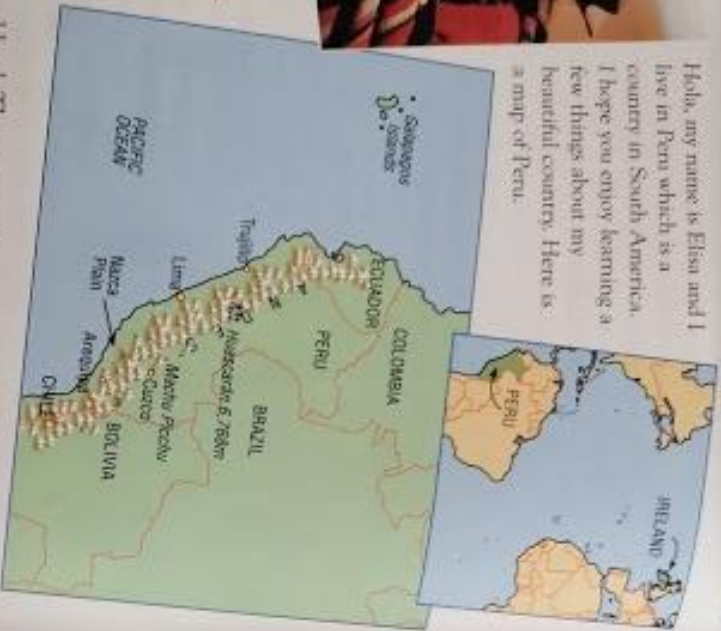 Hola, my name is Elisa and I
live in Peru which is a
country in South America.
I hope you enjoy learning a
few things about my
beautiful country. Here is
a map of Peru.
IRELAND
PERU
Galapagos
Islands
PACIFIC
OCEAN
COLOMBIA
ECUADOR
PERU
BRAZIL
Trujillo
Huascarán 6,768m
Lima
Machu Picchu
Cuzco
Nazca
Plain
BOLIVIA